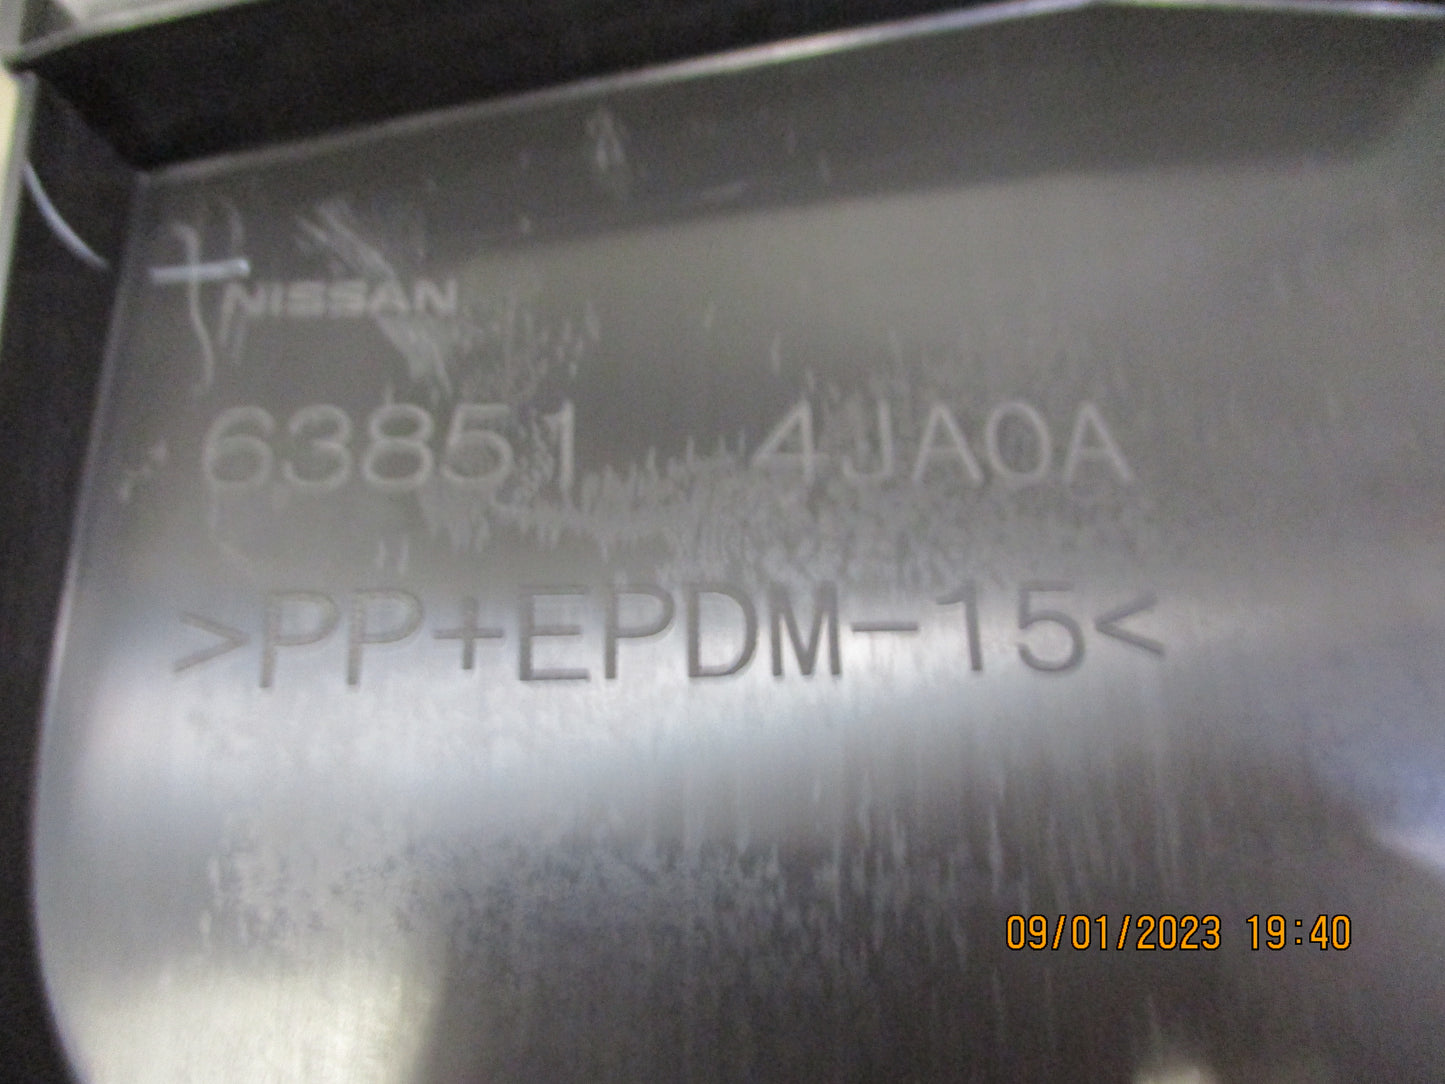 NISSAN
63851 4JA0A
>PP+EPDM-15<
09/01/2023 19:40